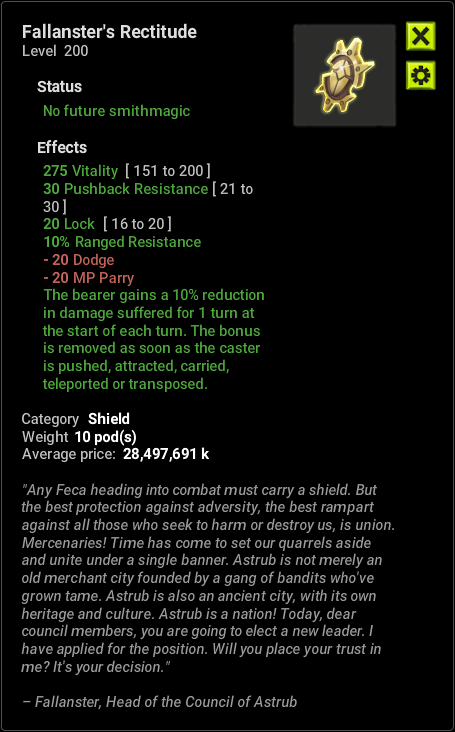 Fallanster's Rectitude
Level 200
Status
No future smithmagic
Effects
275 Vitality [ 151 to 200 ]
30 Pushback Resistance [ 21 to
30 ]
20 Lock [ 16 to 20 ]
10% Ranged Resistance
- 20 Dodge
- 20 MP Parry
The bearer gains a 10% reduction
in damage suffered for 1 turn at
the start of each turn. The bonus
is removed as soon as the caster
is pushed, attracted, carried,
teleported or transposed.
Category Shield
Weight 10 pod(s)
Average price: 28,497,691 k
"Any Feca heading into combat must carry a shield. But
the best protection against adversity, the best rampart
against all those who seek to harm or destroy us, is union.
Mercenaries! Time has come to set our quarrels aside
and unite under a single banner. Astrub is not merely an
old merchant city founded by a gang of bandits who've
grown tame. Astrub is also an ancient city, with its own
heritage and culture. Astrub is a nation! Today, dear
council members, you are going to elect a new leader. I
have applied for the position. Will you place your trust in
me? It's your decision."
– Fallanster, Head of the Council of Astrub